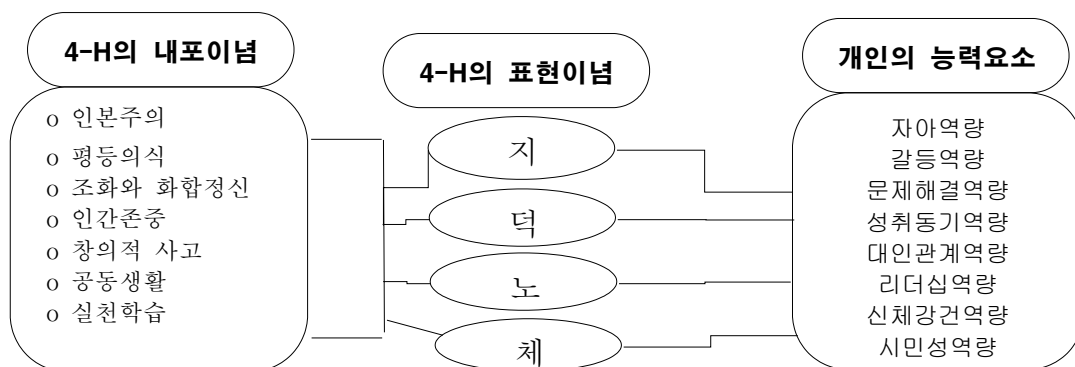 4-H의 내포이념
o 인본주의
o 평등의식
o 조화와 화합정신
o 인간존중
o 창의적 사고
o 공동생활
o 실천학습
4-H의 표현이념
지
덕
노
체
개인의 능력요소
자아역량
갈등역량
문제해결역량
성취동기역량
대인관계역량
리더십역량
신체강건역량
시민성역량